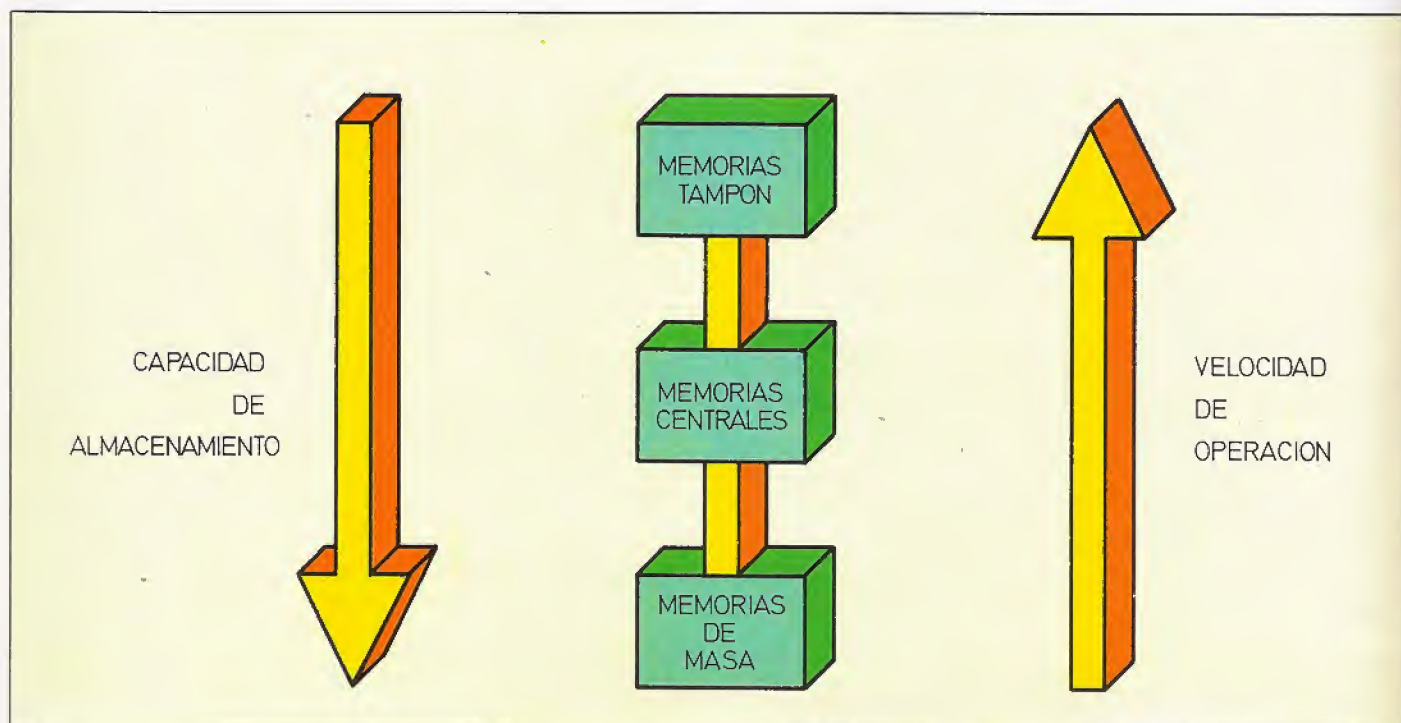 MEMORIAS
TAMPON
CAPACIDAD
DE
ALMACENAMIENTO
MEMORIAS
CENTRALES
VELOCIDAD
DE
OPERACION
MEMORIAS
DE
MASA